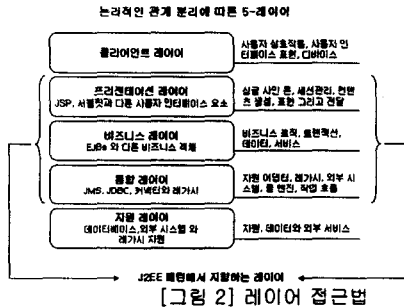 논리적인 관계 분리에 따른 5-레이어
클라이언트 레이어
사용자 상호작동, 사용자 인
터페이스 표현, 디바이스
프리젠테이션 레이어
JSP, 서블릿과 다른 사용자 인터페이스 요소
싱글 사인 온, 세션관리, 컨텐
츠 생성, 표현 그리고 전달
비즈니스 레이어
EJBs 와 다른 비즈니스 객체
비즈니스 로직, 트랜잭션,
데이터, 서비스
통합 레이어
JMS, JDBC, 커넥터와 레가시
자원 어댑터, 레가시, 외부 시
스템, 룰 엔진, 작업 흐름
자원 레이어
데이터베이스, 외부 시스템 와
레가시 자원
자원, 데이터와 외부 서비스
J2EE 패턴에서 지향하는 레이어
[그림 2] 레이어 접근법